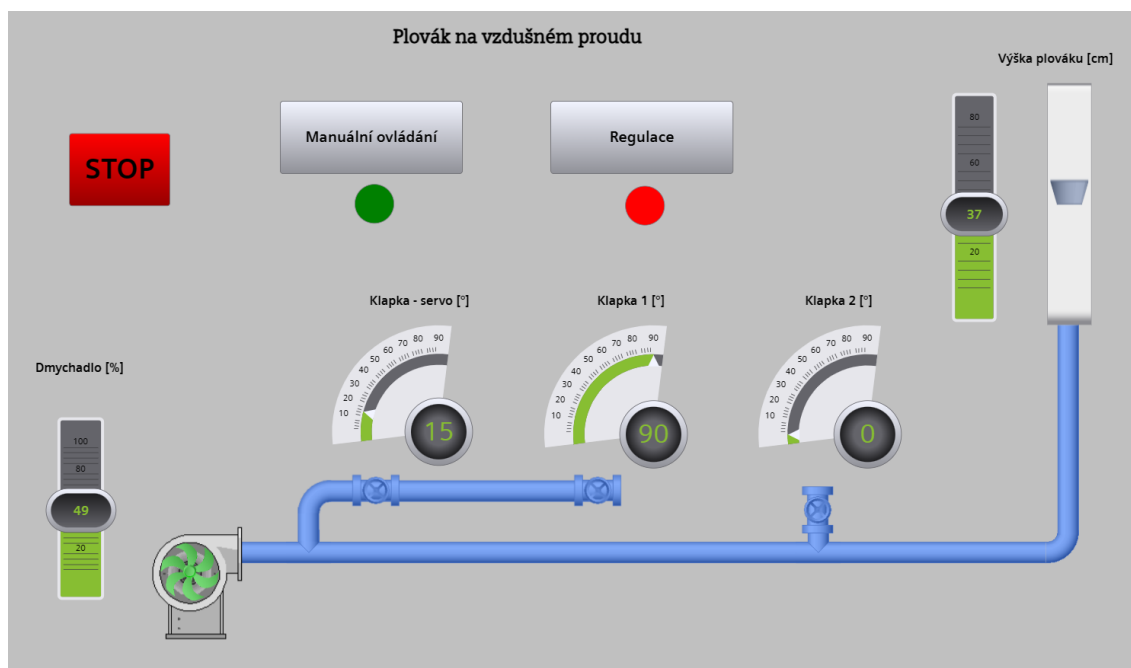 Plovák na vzdušném proudu
Výška plováku [cm]
STOP
Manuální ovládání
Regulace
80
60
37
20
Klapka - servo [°]
Klapka 1 [°]
Klapka 2 [°]
10 20 30 40 50 60 70 80 90
15
10 20 30 40 50 60 70 80 90
90
10 20 30 40 50 60 70 80 90
0
Dmychadlo [%]
100
80
49
20